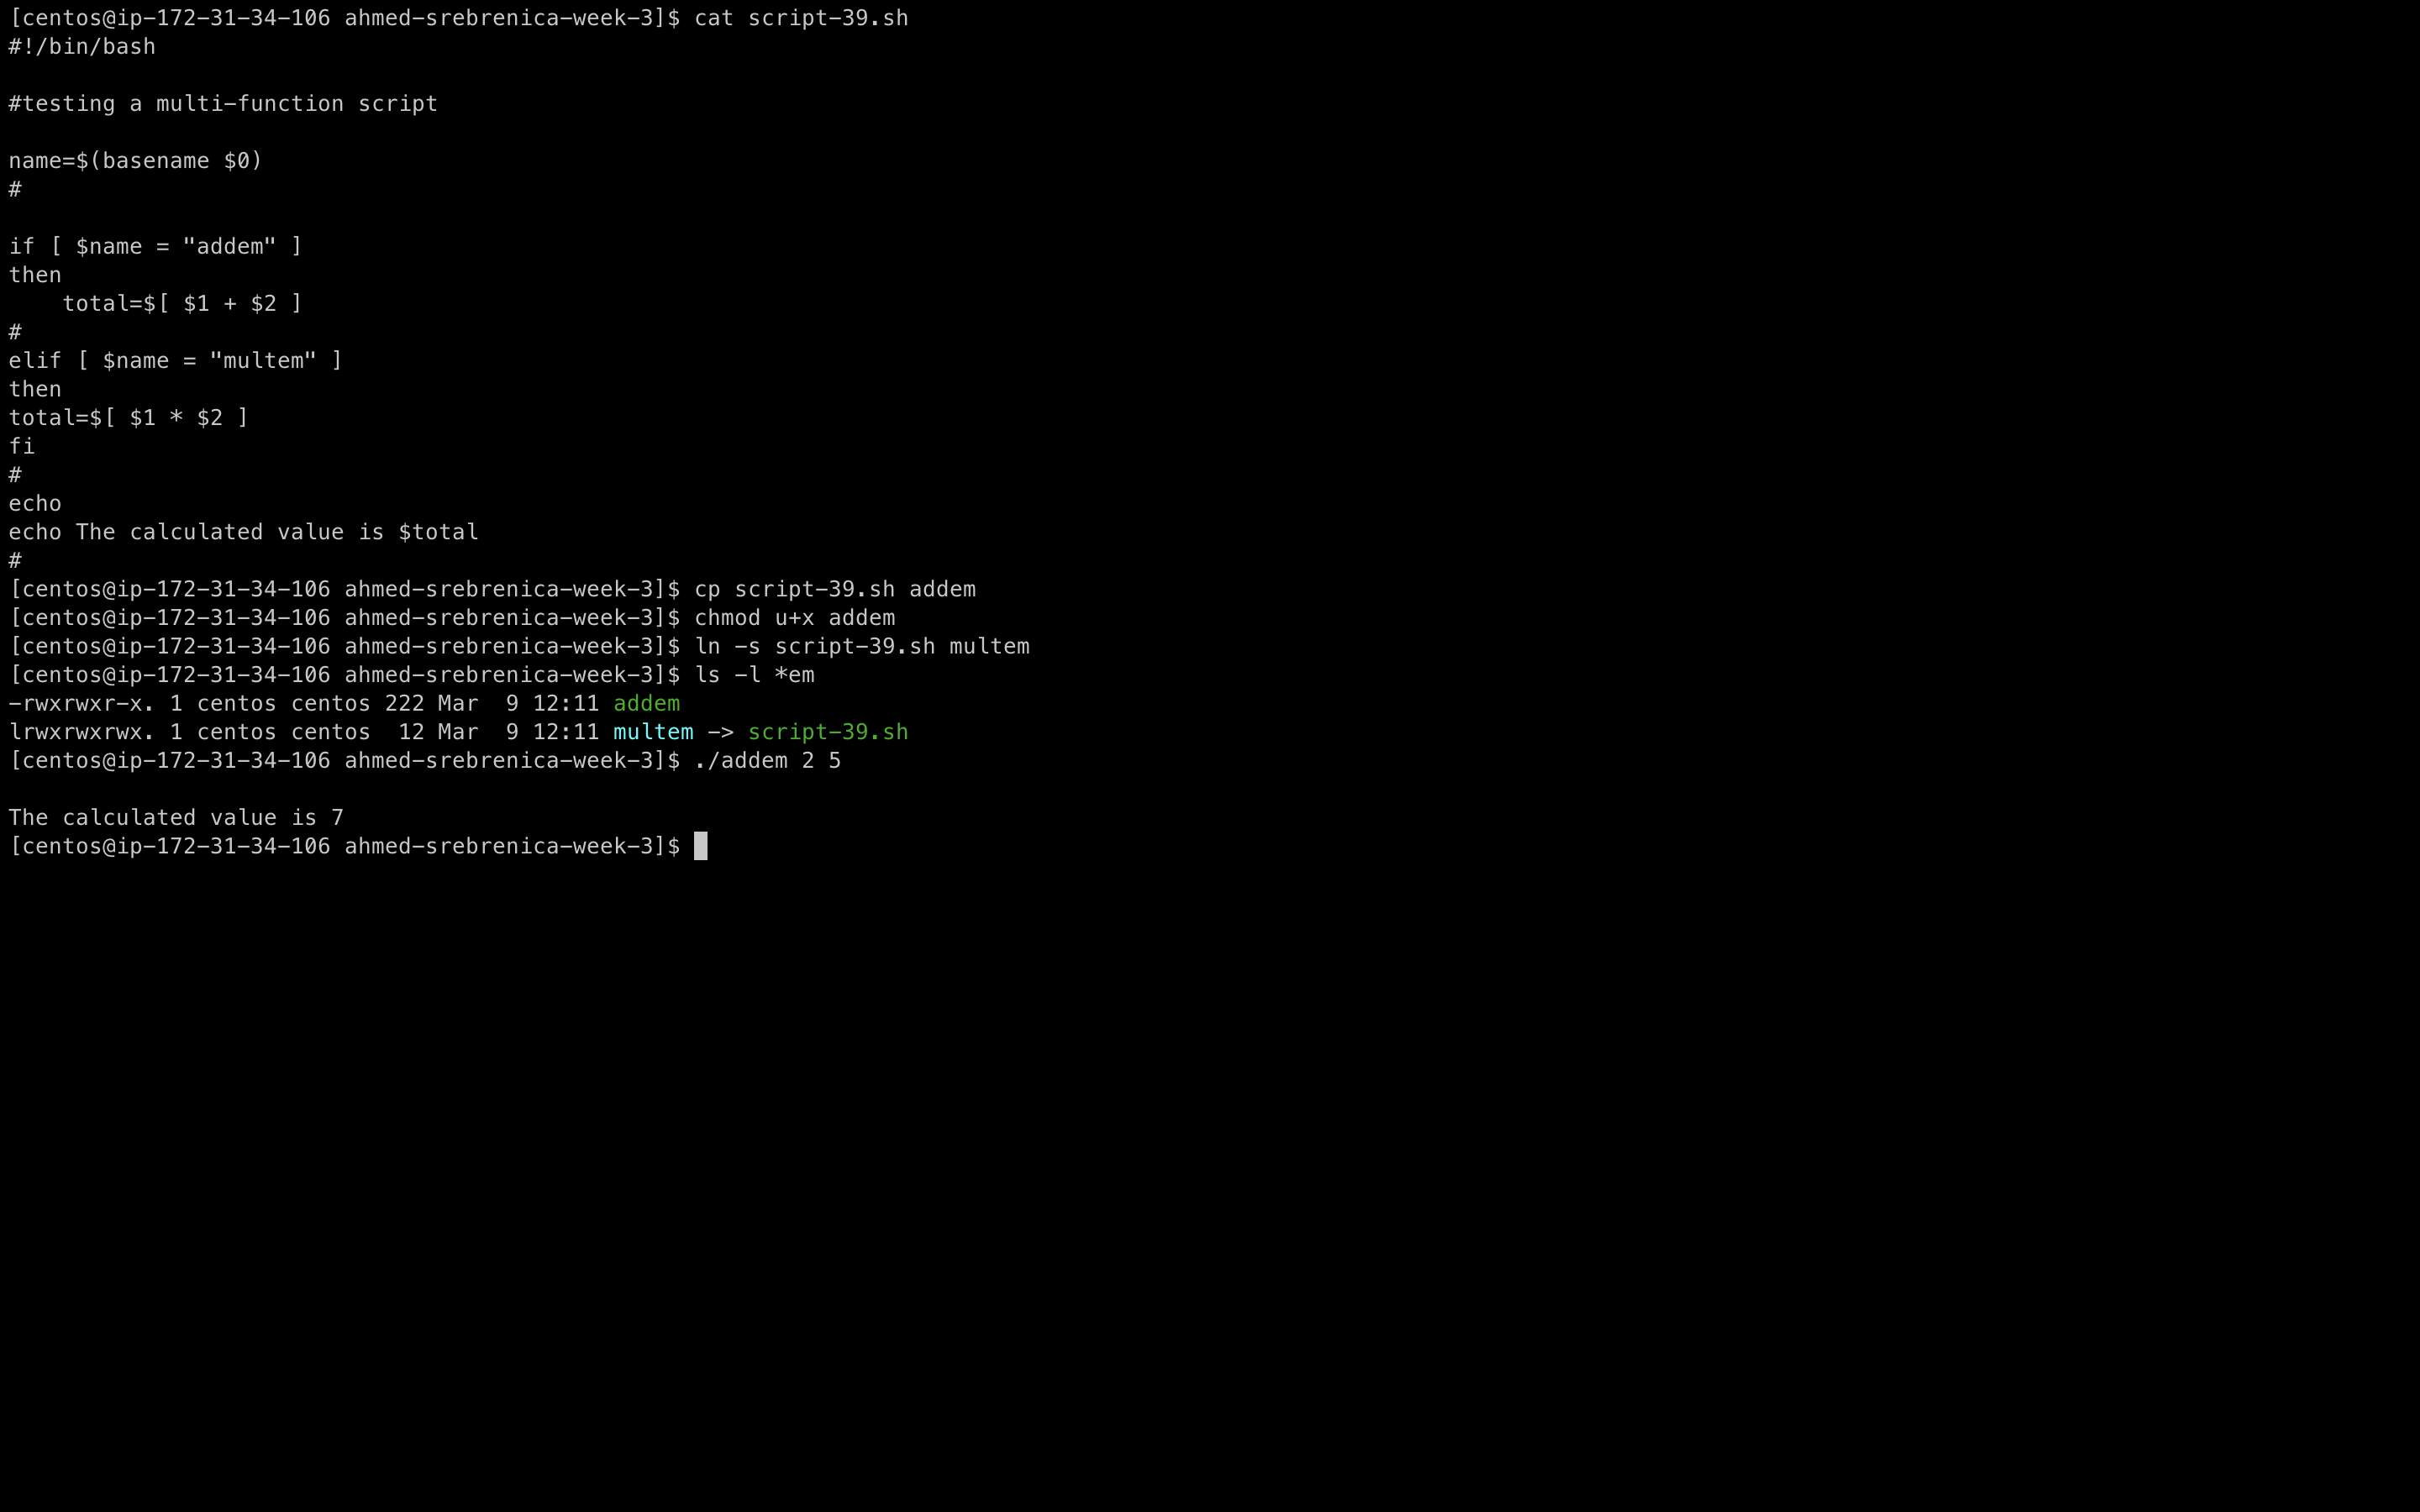 [centos@ip-172-31-34-106 ahmed-srebrenica-week-3]$ cat script-39.sh
#!/bin/bash

#testing a multi-function script

name=$(basename $0)
#

if [ $name = "addem" ]
then
    total=$[ $1 + $2 ]
#
elif [ $name = "multem" ]
then
total=$[ $1 * $2 ]
fi
#
echo
echo The calculated value is $total
#
[centos@ip-172-31-34-106 ahmed-srebrenica-week-3]$ cp script-39.sh addem
[centos@ip-172-31-34-106 ahmed-srebrenica-week-3]$ chmod u+x addem
[centos@ip-172-31-34-106 ahmed-srebrenica-week-3]$ ln -s script-39.sh multem
[centos@ip-172-31-34-106 ahmed-srebrenica-week-3]$ ls -l *em
-rwxrwxr-x. 1 centos centos 222 Mar  9 12:11 addem
lrwxrwxrwx. 1 centos centos  12 Mar  9 12:11 multem -> script-39.sh
[centos@ip-172-31-34-106 ahmed-srebrenica-week-3]$ ./addem 2 5

The calculated value is 7
[centos@ip-172-31-34-106 ahmed-srebrenica-week-3]$